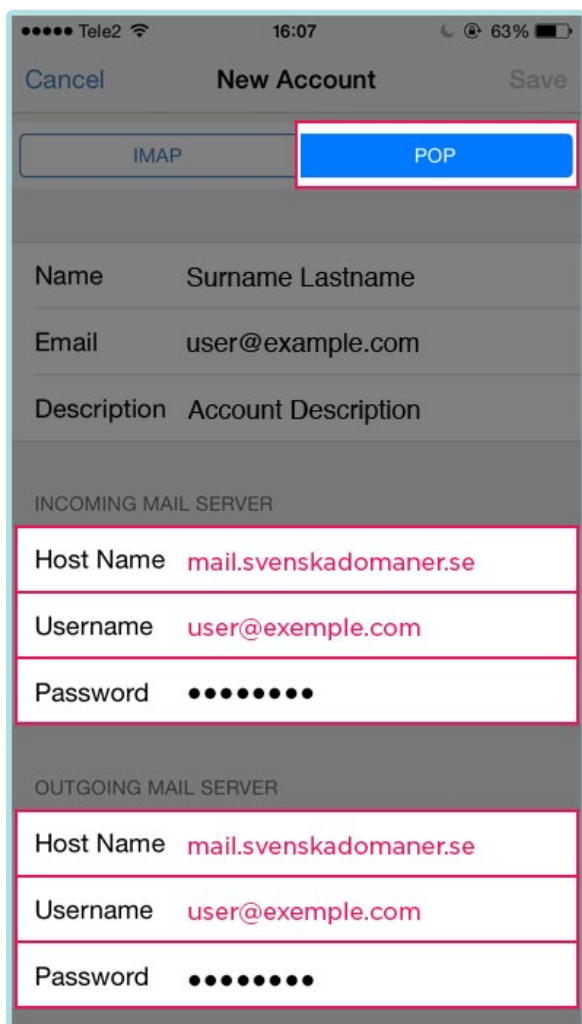 Tele2 16:07 63%
Cancel New Account Save
IMAP POP
Name Surname Lastname
Email user@example.com
Description Account Description
INCOMING MAIL SERVER
Host Name mail.svenskadomaner.se
Username user@exemple.com
Password ••••••••
OUTGOING MAIL SERVER
Host Name mail.svenskadomaner.se
Username user@exemple.com
Password ••••••••